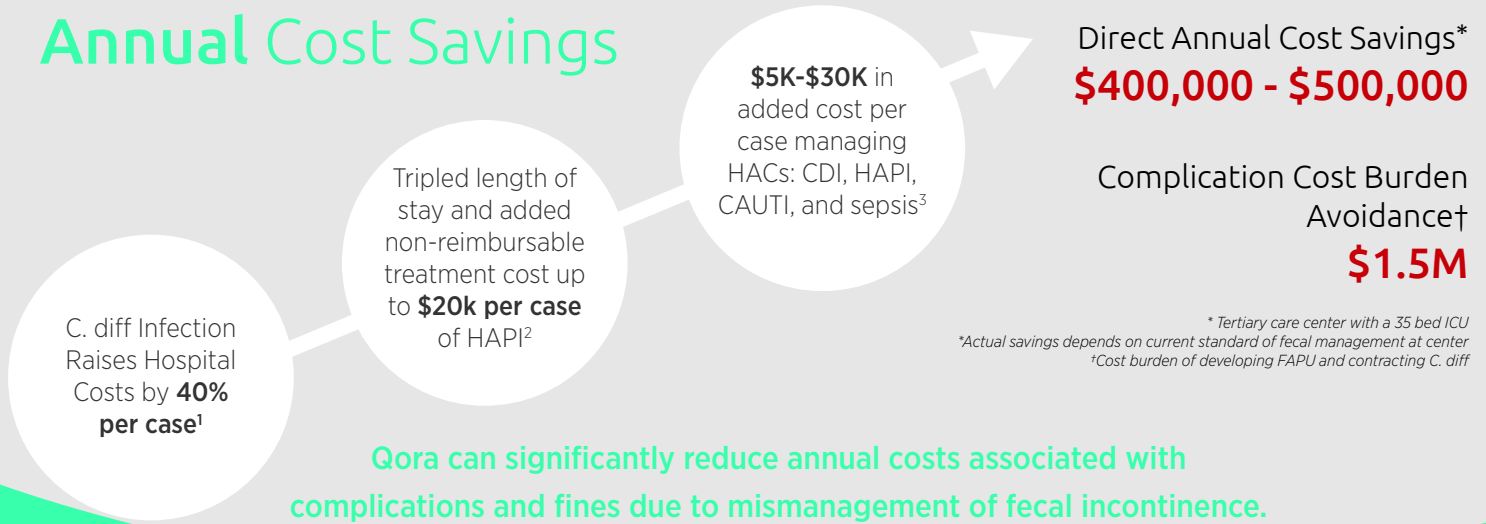 Annual Cost Savings
C. diff Infection
Raises Hospital
Costs by 40%
per case¹
Tripled length of
stay and added
non-reimbursable
treatment cost up
to $20k per case
of HAPI²
$5K-$30K in
added cost per
case managing
HACs: CDI, HAPI,
CAUTI, and sepsis³
Direct Annual Cost Savings*
$400,000 - $500,000
Complication Cost Burden
Avoidance†
$1.5M
* Tertiary care center with a 35 bed ICU
*Actual savings depends on current standard of fecal management at center
†Cost burden of developing FAPU and contracting C. diff
Qora can significantly reduce annual costs associated with
complications and fines due to mismanagement of fecal incontinence.